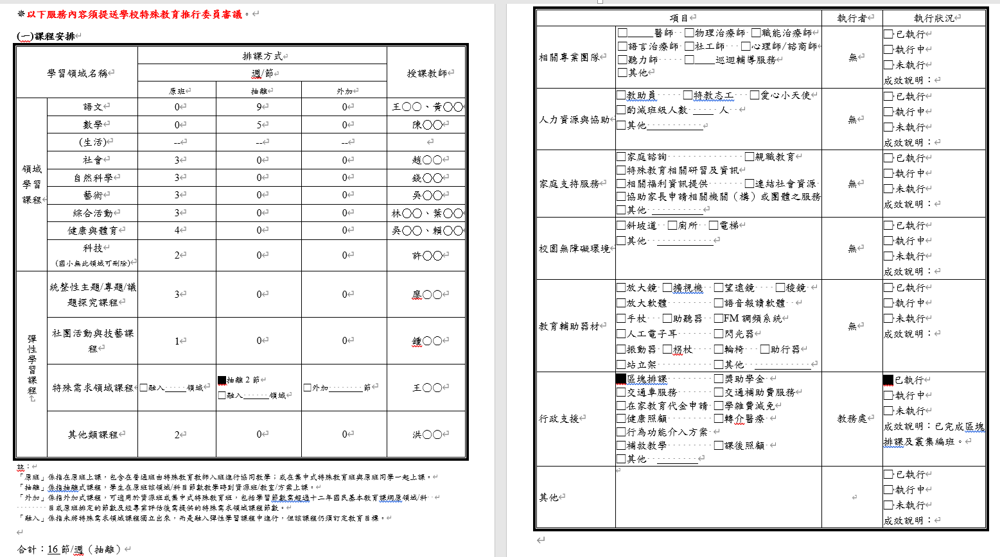 ※以下服務內容須提送學校特殊教育推行委員審議。
(一)課程安排
學習領域名稱 排課方式 授課教師
週/節
原班 抽離 外加
領域學習課程
語文 0 9 0 王○○、黃○○
數學 0 5 0 陳○○
(生活) -- -- --
社會 3 0 0 趙○○
自然科學 3 0 0 錢○○
藝術 3 0 0 吳○○
綜合活動 3 0 0 林○○、葉○○
健康與體育 4 0 0 吳○○、賴○○
科技 2 0 0 許○○
(國小無此領域可刪除)
彈性學習課程
統整性主題/專題/議題探究課程 3 0 0 廖○○
社團活動與技藝課程 1 0 0 鍾○○
特殊需求領域課程 □融入____領域 ■抽離 2 節 □融入____領域 □外加____節 王○○
其他類課程 2 0 0 洪○○
註：
「原班」係指在原班上課，包含在普通班由特殊教育教師入班進行協同教學；或在集中式特殊教育班與原班同學一起上課。
「抽離」係指抽離式課程，學生在原班該領域/科目節數教學時到資源班/教室/方案上課。
「外加」係指外加式課程，可適用於資源班或集中式特殊教育班，包括學習節數需超過十二年國民基本教育課綱原領域/科
目或原班排定的節數及經專業評估後需提供的特殊需求領域課程節數。
「融入」係指未將特殊需求領域課程獨立出來，而是融入彈性學習課程中進行，但該課程仍須訂定教育目標。
合計：16 節/週（抽離）
項目 執行者 執行狀況
相關專業團隊
□____醫師 □物理治療師 □職能治療師
□語言治療師 □社工師 □心理師/諮商師
□聽力師 □____巡迴輔導服務
□其他
無
□已執行
□執行中
□未執行
成效說明：
人力資源與協助
□教助員 □特教志工 □愛心小天使
□酌減班級人數____人
□其他____
無
□已執行
□執行中
□未執行
成效說明：
家庭支持服務
□家庭諮詢 □親職教育
□特殊教育相關研習及資訊
□相關福利資訊提供 □連結社會資源
□協助家長申請相關機關（構）或團體之服務
□其他____
無
□已執行
□執行中
□未執行
成效說明：
校園無障礙環境
□斜坡道 □廁所 □電梯
□其他____
無
□已執行
□執行中
□未執行
成效說明：
教育輔助器材
□放大鏡 □擴視機 □望遠鏡 □稜鏡
□放大軟體 □語音報讀軟體
□手杖 □助聽器 □FM 調頻系統
□人工電子耳 □閃光器
□振動器 □柺杖 □輪椅 □助行器
□站立架 □其他____
無
□已執行
□執行中
□未執行
成效說明：
行政支援
■區塊排課 □獎助學金
□交通車服務 □交通補助費服務
□在家教育代金申請 □學雜費減免
□健康照顧 □轉介醫療
□行為功能介入方案
□補救教學 □課後照顧
□其他____
教務處
■已執行
□執行中
□未執行
成效說明：已完成區塊
排課及叢集編班。
其他
□已執行
□執行中
□未執行
成效說明：